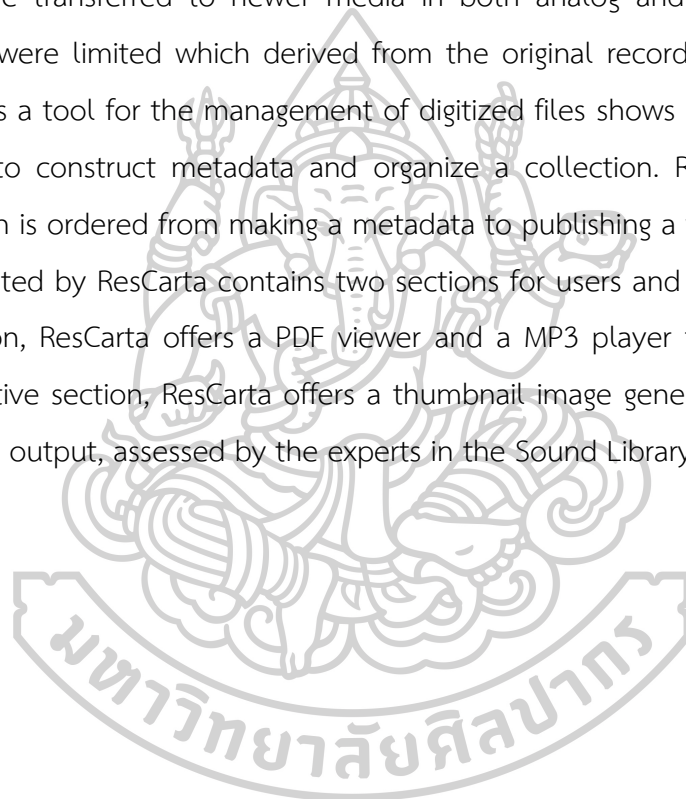 e transferred to newer media in both analog and
were limited which derived from the original record
s a tool for the management of digitized files shows
to construct metadata and organize a collection. R
n is ordered from making a metadata to publishing a
ted by ResCarta contains two sections for users and
on, ResCarta offers a PDF viewer and a MP3 player
tive section, ResCarta offers a thumbnail image gene
output, assessed by the experts in the Sound Library
มหาวิทยาลัยศิลปากร